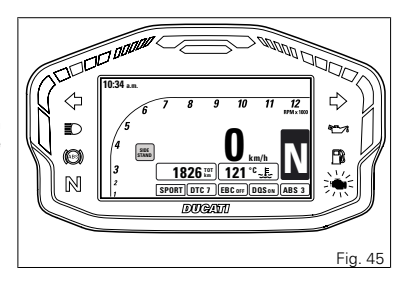 10:34 a.m.
6 7 8 9 10 11 12
RPM x 1000
5
4
SIDE STAND
0
km/h
N
ABS
3
1826 TOT km
121 °C
N
2
1
SPORT DTC 7 EBC OFF DQS ON ABS 3
DUCATI
Fig. 45